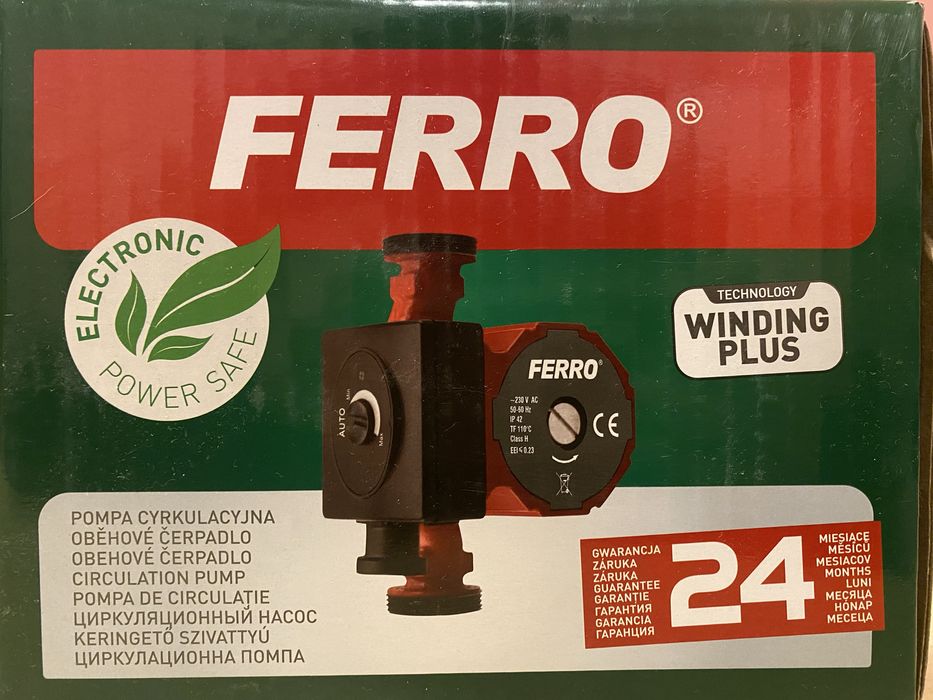 FERRO®
ELECTRONIC
POWER SAFE
TECHNOLOGY
WINDING
PLUS
Min
AUTO
Max
FERRO®
~230 V AC
50-60 Hz
IP 42
TF 110°C
Class H
EEI ≤ 0.23
CE
POMPA CYRKULACYJNA
OBĚHOVÉ ČERPADLO
OBEHOVÉ ČERPADLO
CIRCULATION PUMP
POMPA DE CIRCULAȚIE
ЦИРКУЛЯЦИОННЫЙ НАСОС
KERINGETŐ SZIVATTYÚ
ЦИРКУЛАЦИОННА ПОМПА
GWARANCJA
ZÁRUKA
ZÁRUKA
GUARANTEE
GARANȚIE
ГАРАНТИЯ
GARANCIA
ГАРАНЦИЯ
24
MIESIĄCE
MĚSÍCŮ
MESIACOV
MONTHS
LUNI
МЕСЯЦА
HÓNAP
МЕСЕЦА